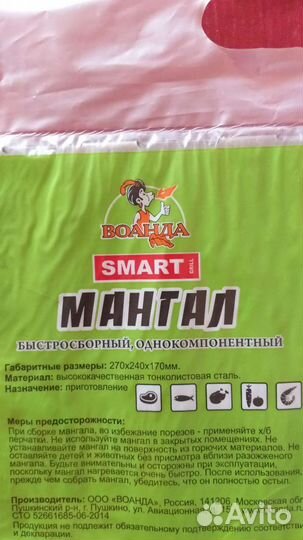 ВОАНДА
SMART GRILL
МАНГАЛ
БЫСТРОСБОРНЫЙ, ОДНОКОМПОНЕНТНЫЙ
Габаритные размеры: 270х240х170мм.
Материал: высококачественная тонколистовая сталь.
Назначение: приготовление
Меры предосторожности:
При сборке мангала, во избежание порезов - применяйте х/б
перчатки. Не используйте мангал в закрытых помещениях. Не
устанавливайте мангал на поверхность из горючих материалов. Не
оставляйте детей и животных без присмотра вблизи разожженного
мангала. Будьте внимательны и осторожны при эксплуатации,
поскольку мангал нагревается очень быстро. После использования,
прежде чем собрать мангал, убедитесь, что он полностью остыл.
Производитель: ООО «ВОАНДА», Россия, 141206, Московская
Пушкинский р-н, г. Пушкино, ул. Авиационная
СТО 52661685-06-2014
Продукция не подлежит обязательному подтверждению соответствия
и декларации.
Avito